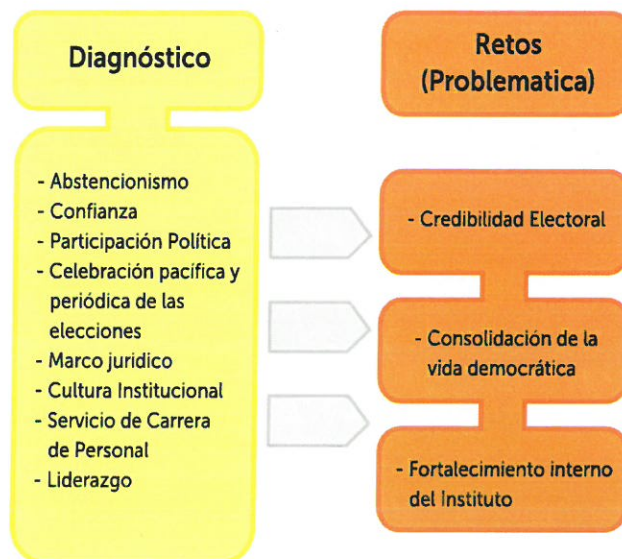 Diagnóstico
- Abstencionismo
- Confianza
- Participación Política
- Celebración pacífica y
periódica de las
elecciones
- Marco juridico
- Cultura Institucional
- Servicio de Carrera
de Personal
- Liderazgo
Retos
(Problematica)
- Credibilidad Electoral
- Consolidación de la
vida democrática
- Fortalecimiento interno
del Instituto